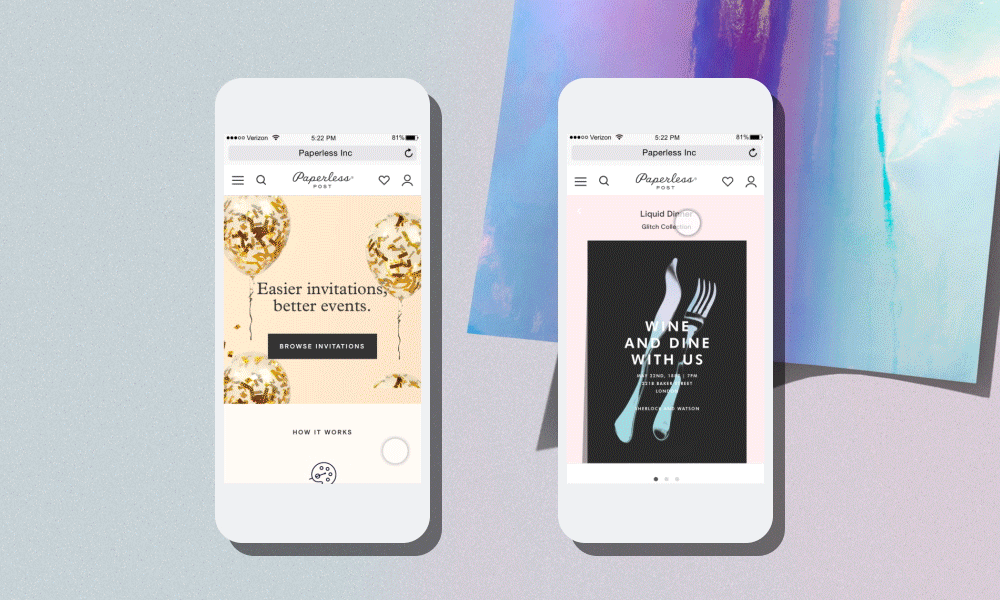 Verizon
5:22 PM
81%
Paperless Inc
Paperless
POST
Easier invitations,
better events.
BROWSE INVITATIONS
HOW IT WORKS
Verizon
5:22 PM
81%
Paperless Inc
Paperless
POST
Liquid Dinner
Glitch Collection
WINE
AND DINE
WITH US
MAY 22ND, | 7PM
221B BAKER STREET
LONDON
SHERLOCK AND WATSON